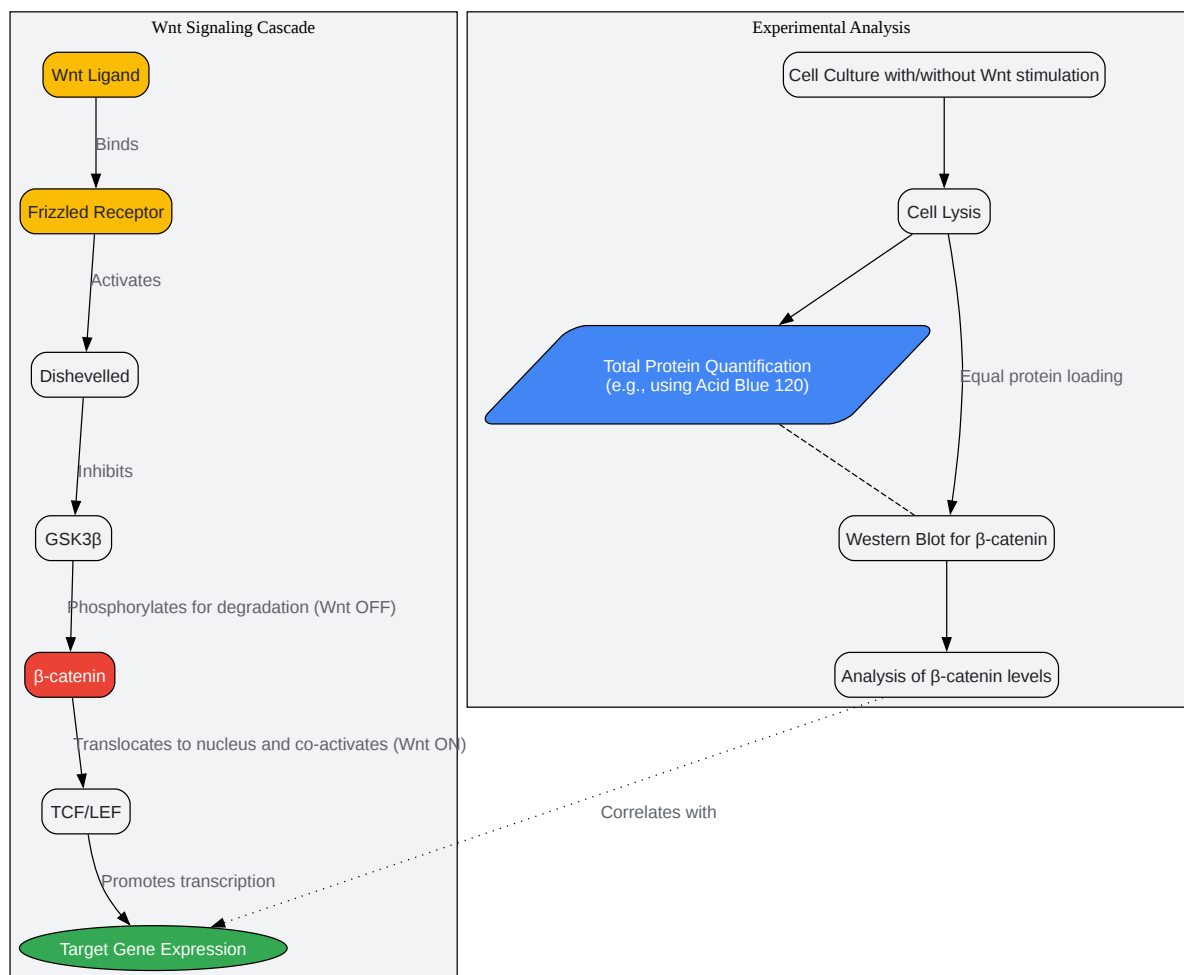 Wnt Signaling Cascade
Wnt Ligand
Binds
Frizzled Receptor
Activates
Dishevelled
Inhibits
GSK3β
Phosphorylates for degradation (Wnt OFF)
β-catenin
Translocates to nucleus and co-activates (Wnt ON)
TCF/LEF
Promotes transcription
Target Gene Expression
Experimental Analysis
Cell Culture with/without Wnt stimulation
Cell Lysis
Total Protein Quantification
(e.g., using Acid Blue 120)
Equal protein loading
Western Blot for β-catenin
Analysis of β-catenin levels
Correlates with